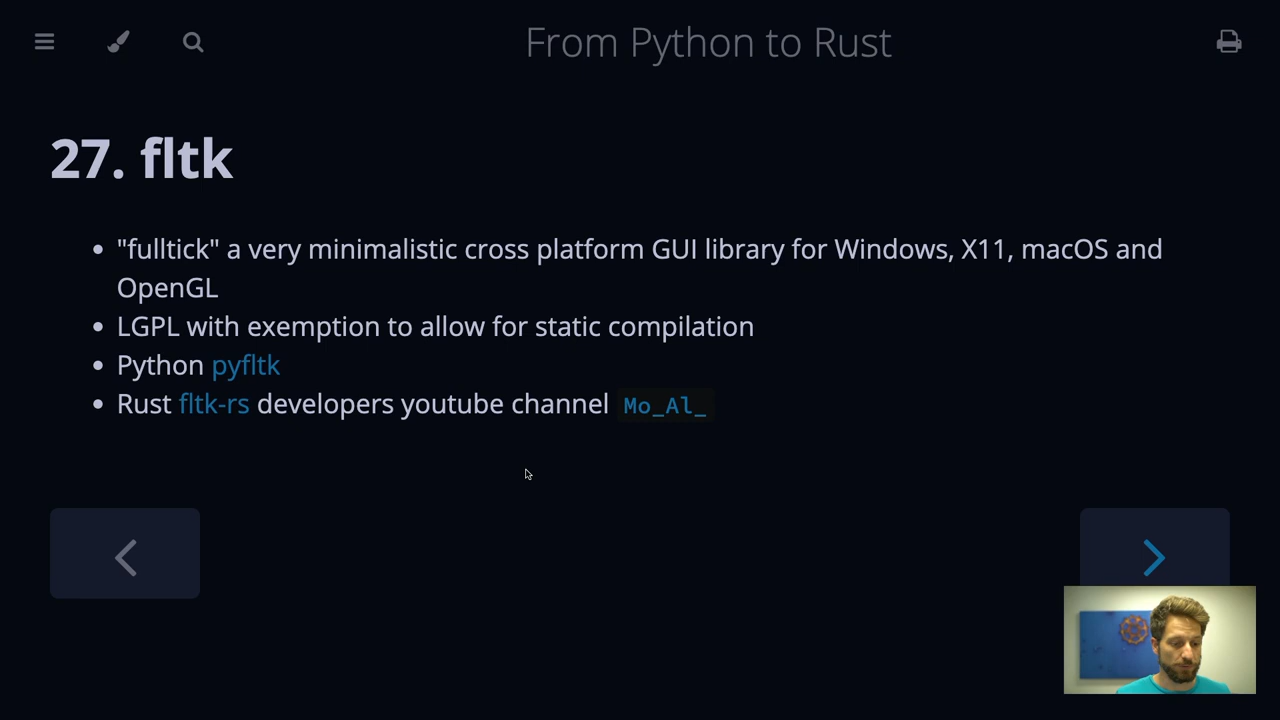 From Python to Rust
27. fltk
"fulltick" a very minimalistic cross platform GUI library for Windows, X11, macOS and
OpenGL
LGPL with exemption to allow for static compilation
Python pyfltk
Rust fltk-rs developers youtube channel Mo_Al_